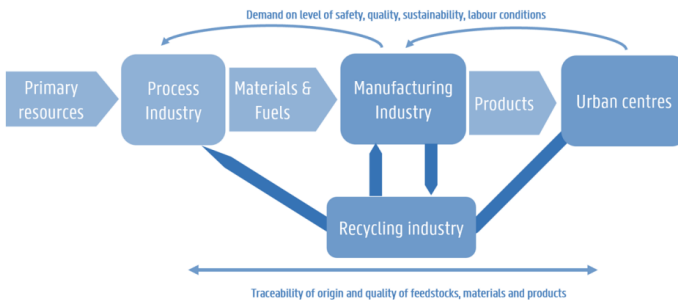 Demand on level of safety, quality, sustainability, labour conditions
Primary
resources
Process
Industry
Materials &
Fuels
Manufacturing
Industry
Products
Urban centres
Recycling industry
Traceability of origin and quality of feedstocks, materials and products